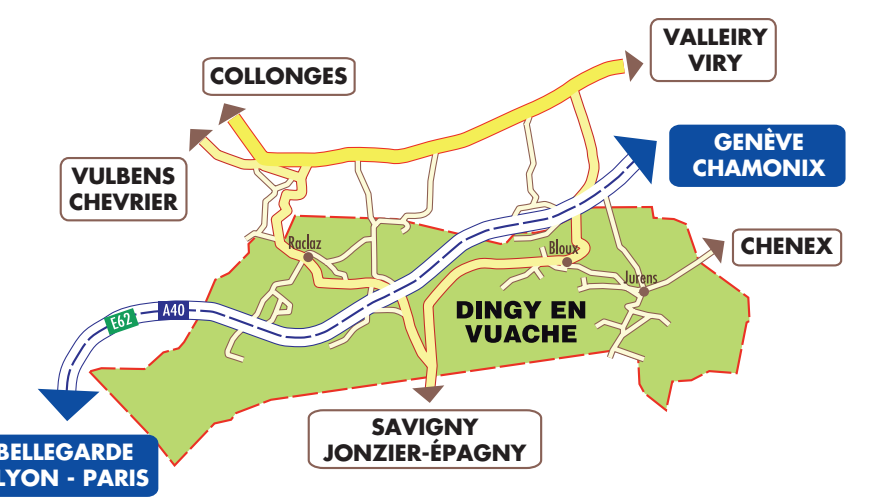 VALLEIRY
VIRY
COLLONGES
GENÈVE
CHAMONIX
VULBENS
CHEVRIER
Raclaz
Bloux
CHENEX
Jurens
E62
A40
DINGY EN
VUACHE
SAVIGNY
JONZIER-ÉPAGNY
BELLEGARDE
LYON - PARIS